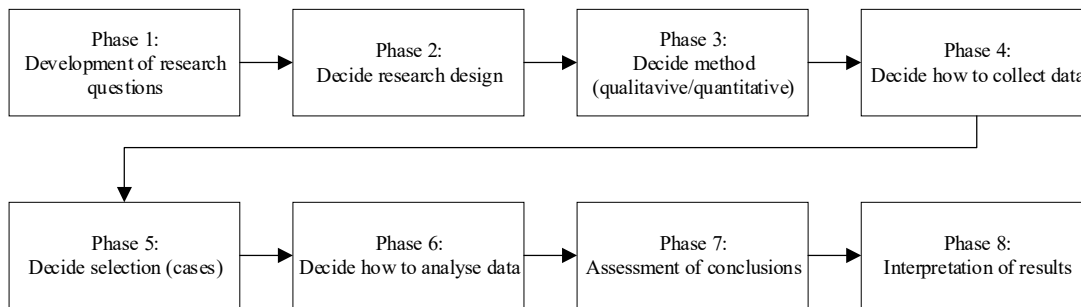 Phase 1:
Development of research
questions
Phase 2:
Decide research design
Phase 3:
Decide method
(qualitavive/quantitative)
Phase 4:
Decide how to collect data
Phase 5:
Decide selection (cases)
Phase 6:
Decide how to analyse data
Phase 7:
Assessment of conclusions
Phase 8:
Interpretation of results